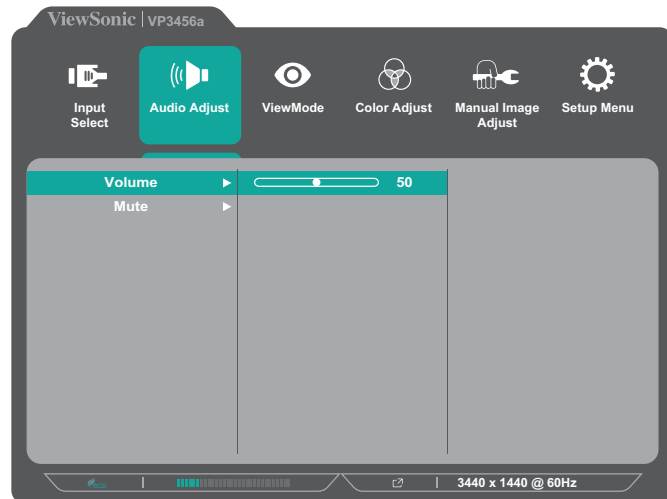 ViewSonic | VP3456a
Input Select
Audio Adjust
ViewMode
Color Adjust
Manual Image Adjust
Setup Menu
Volume
50
Mute
eco
3440 x 1440 @ 60Hz